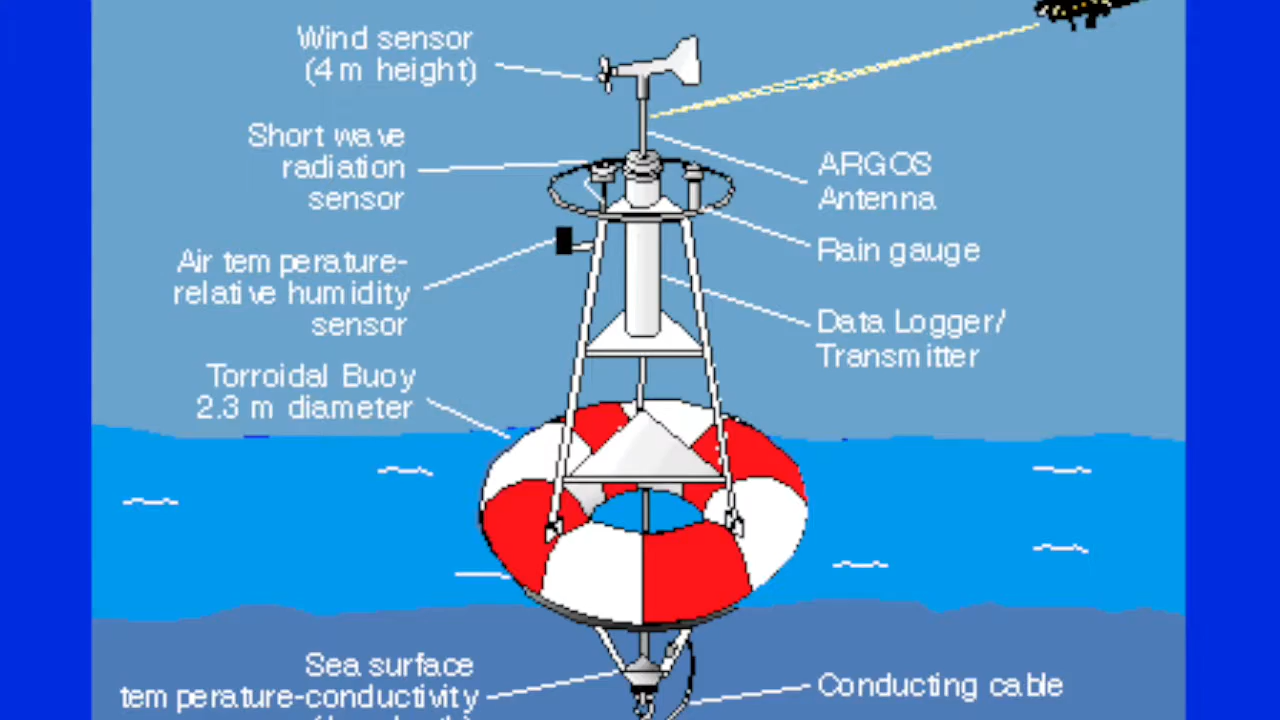 Wind sensor
(4 m height)
Short wave
radiation
sensor
ARGOS
Antenna
Rain gauge
Air temperature-
relative humidity
sensor
Data Logger/
Transmitter
Torroidal Buoy
2.3 m diameter
Sea surface
temperature-conductivity
Conducting cable